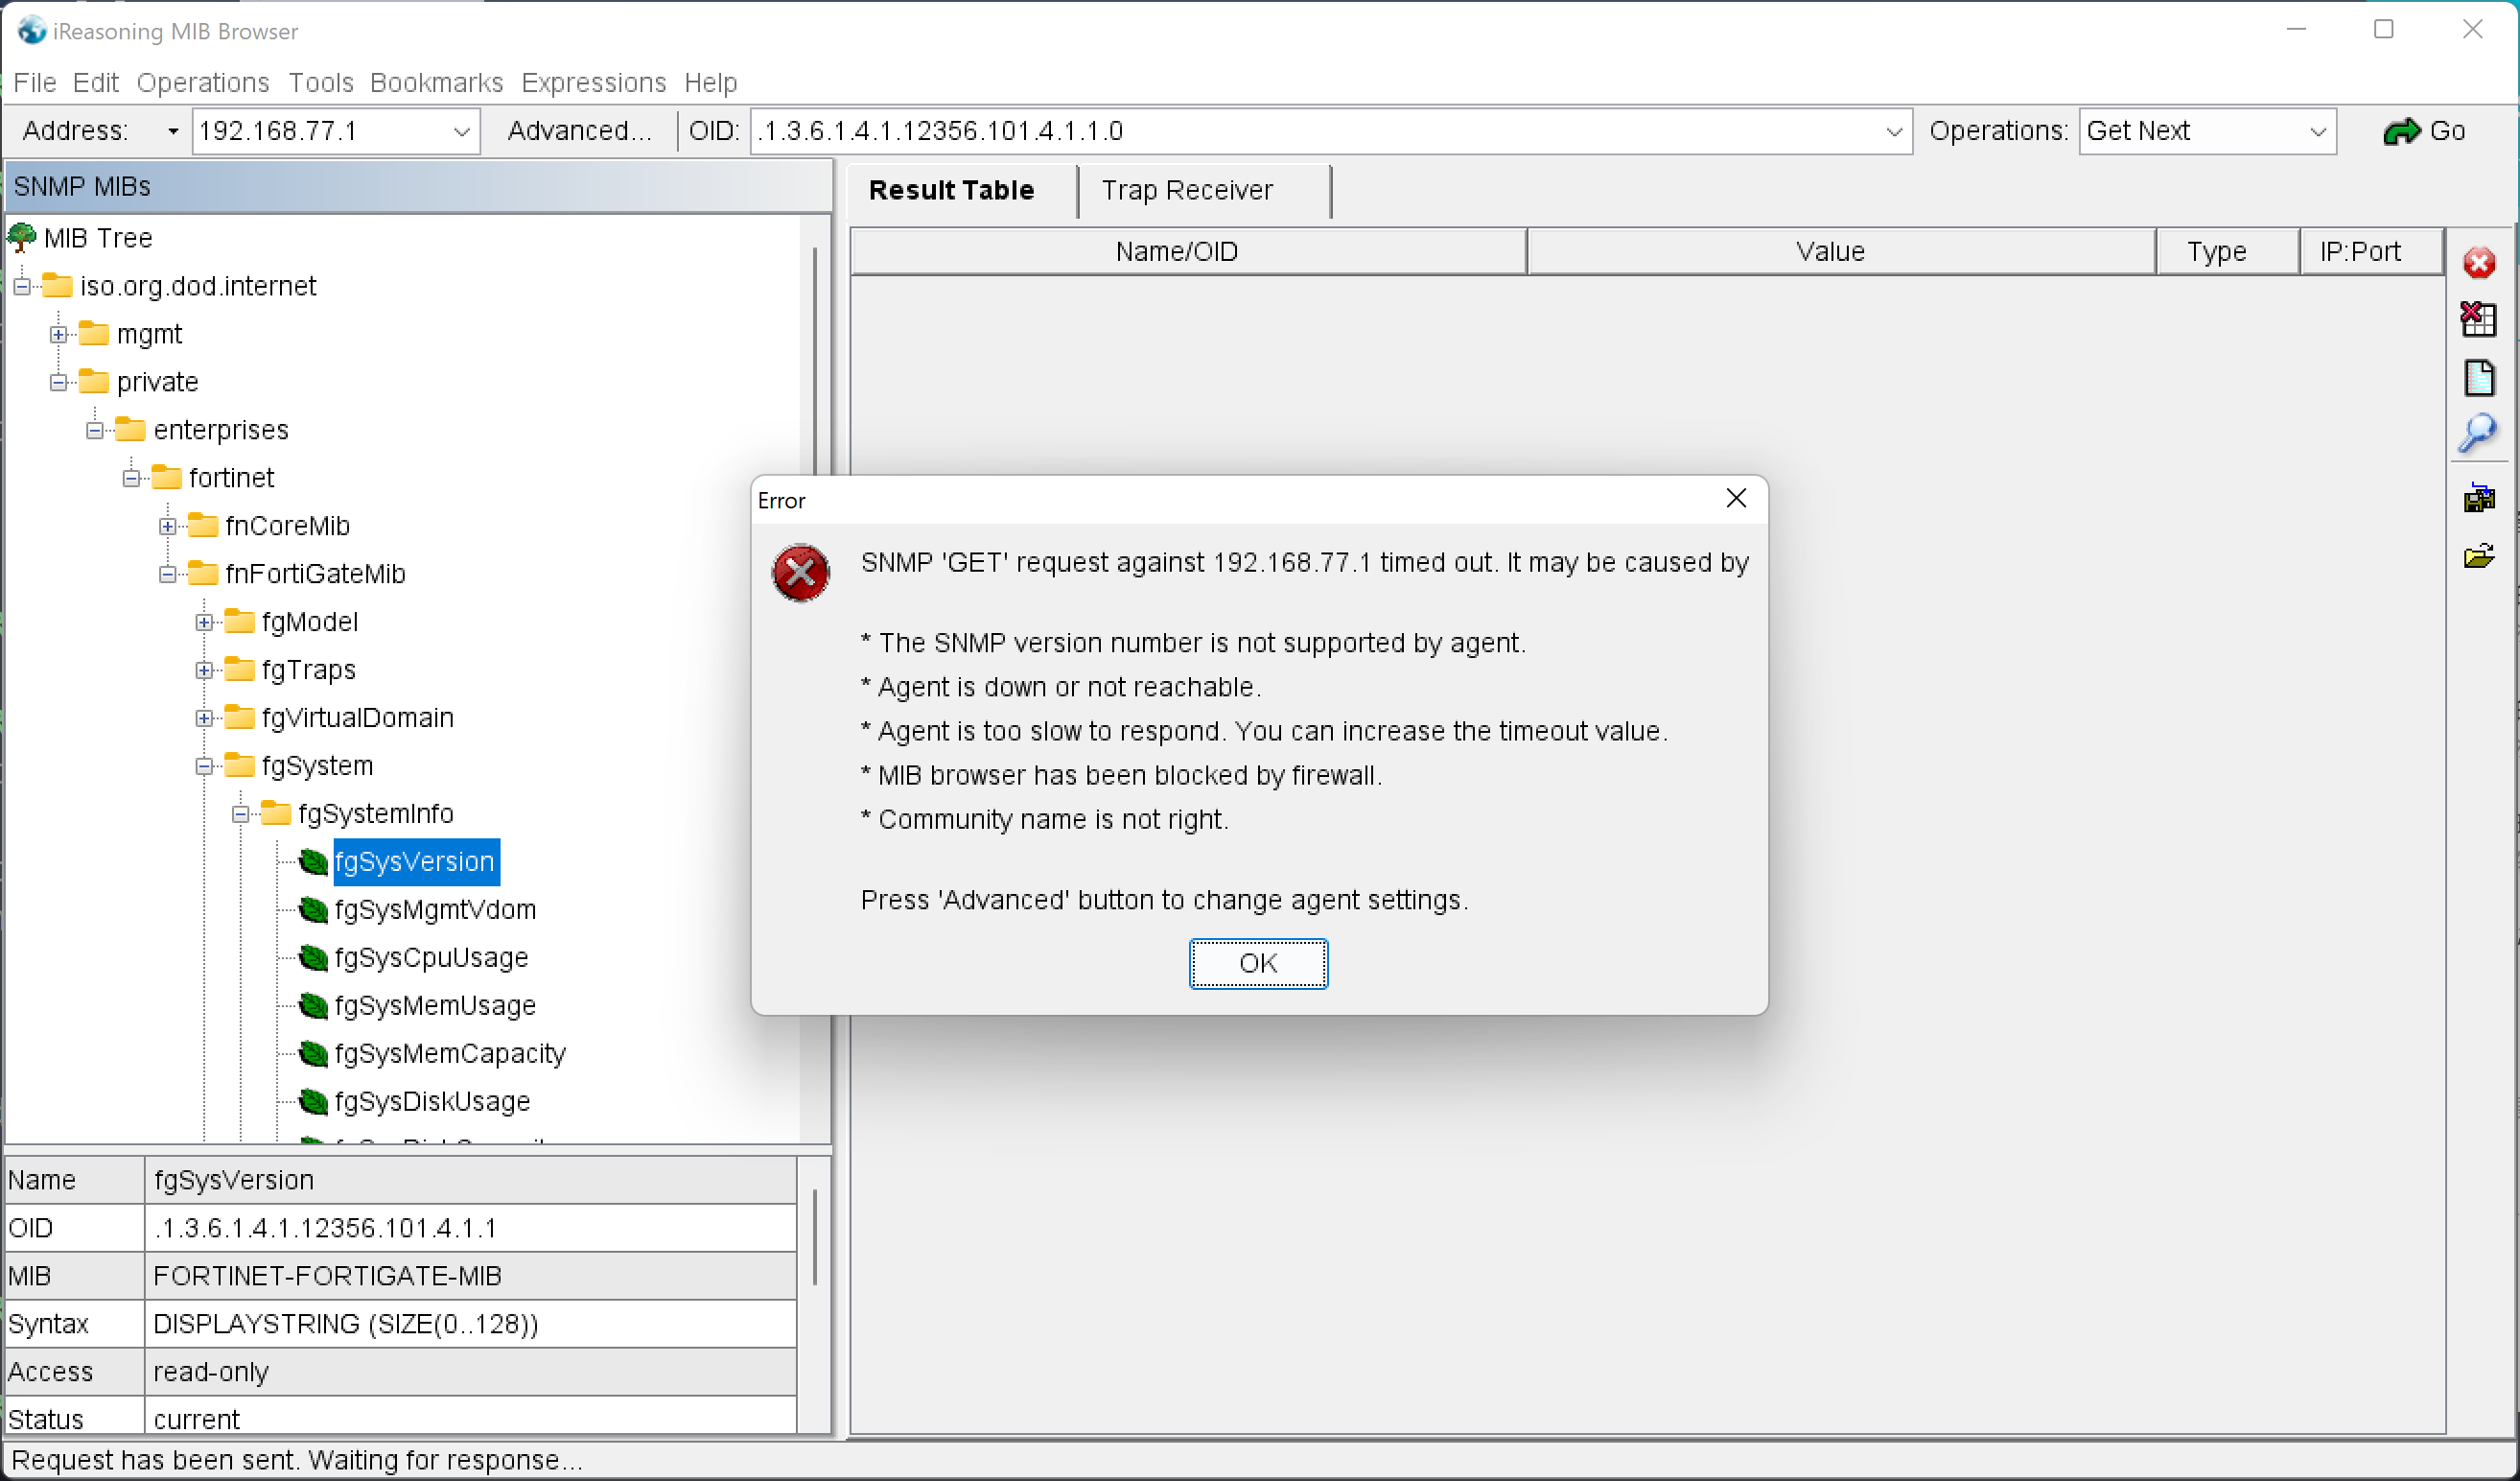 iReasoning MIB Browser
File Edit Operations Tools Bookmarks Expressions Help
Address: 192.168.77.1 Advanced... OID: .1.3.6.1.4.1.12356.101.4.1.1.0 Operations: Get Next Go
SNMP MIBs
MIB Tree
iso.org.dod.internet
mgmt
private
enterprises
fortinet
fnCoreMib
fnFortiGateMib
fgModel
fgTraps
fgVirtualDomain
fgSystem
fgSystemInfo
fgSysVersion
fgSysMgmtVdom
fgSysCpuUsage
fgSysMemUsage
fgSysMemCapacity
fgSysDiskUsage
Name fgSysVersion
OID .1.3.6.1.4.1.12356.101.4.1.1
MIB FORTINET-FORTIGATE-MIB
Syntax DISPLAYSTRING (SIZE(0..128))
Access read-only
Status current
Result Table Trap Receiver
Name/OID Value Type IP:Port
Error
SNMP 'GET' request against 192.168.77.1 timed out. It may be caused by
* The SNMP version number is not supported by agent.
* Agent is down or not reachable.
* Agent is too slow to respond. You can increase the timeout value.
* MIB browser has been blocked by firewall.
* Community name is not right.
Press 'Advanced' button to change agent settings.
OK
Request has been sent. Waiting for response...